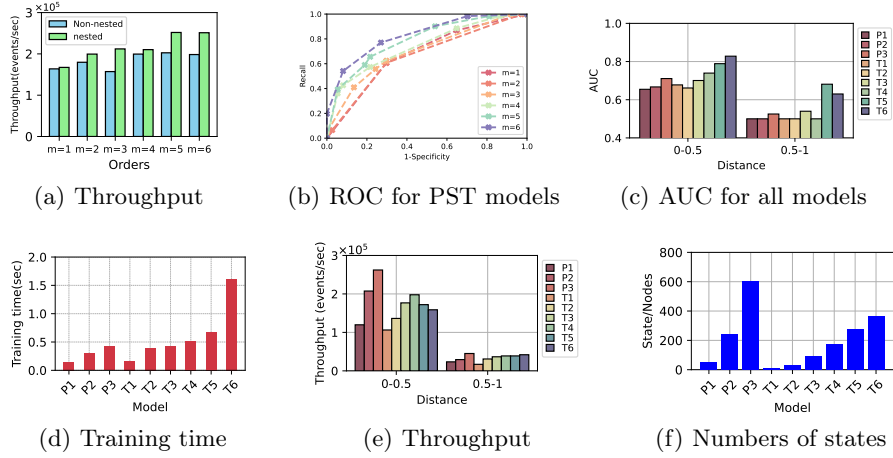 ×10⁵
Throughput(events/sec)
3
2
1
0
Non-nested
nested
m=1 m=2 m=3 m=4 m=5 m=6
Orders
(a) Throughput
Recall
1.0
0.8
0.6
0.4
0.2
0.0
0.0 0.2 0.4 0.6 0.8 1.0
1-Specificity
m=1
m=2
m=3
m=4
m=5
m=6
(b) ROC for PST models
AUC
1.0
0.8
0.6
0.4
0-0.5 0.5-1
Distance
P1
P2
P3
T1
T2
T3
T4
T5
T6
(c) AUC for all models
Training time(sec)
2.0
1.5
1.0
0.5
0.0
P1 P2 P3 T1 T2 T3 T4 T5 T6
Model
(d) Training time
×10⁵
Throughput (events/sec)
3
2
1
0
0-0.5 0.5-1
Distance
P1
P2
P3
T1
T2
T3
T4
T5
T6
(e) Throughput
State/Nodes
800
600
400
200
0
P1 P2 P3 T1 T2 T3 T4 T5 T6
Model
(f) Numbers of states